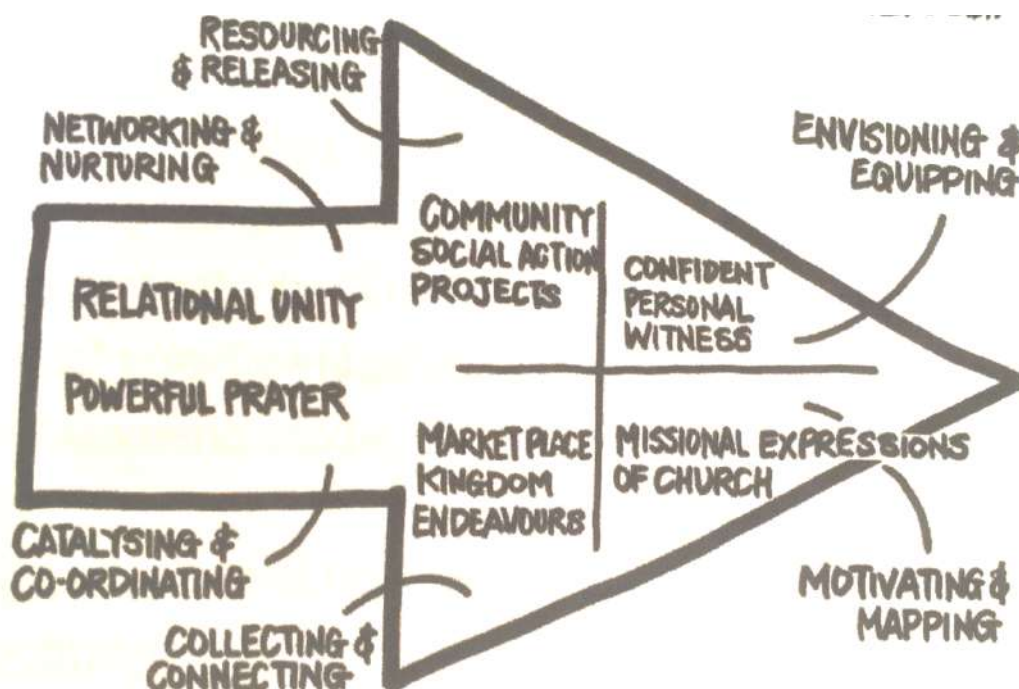 RESOURCING
& RELEASING
NETWORKING &
NURTURING
ENVISIONING &
EQUIPPING
COMMUNITY
SOCIAL ACTION
PROJECTS
CONFIDENT
PERSONAL
WITNESS
RELATIONAL UNITY
POWERFUL PRAYER
MARKET PLACE
KINGDOM
ENDEAVOURS
MISSIONAL EXPRESSIONS
OF CHURCH
CATALYSING &
CO-ORDINATING
COLLECTING &
CONNECTING
MOTIVATING &
MAPPING